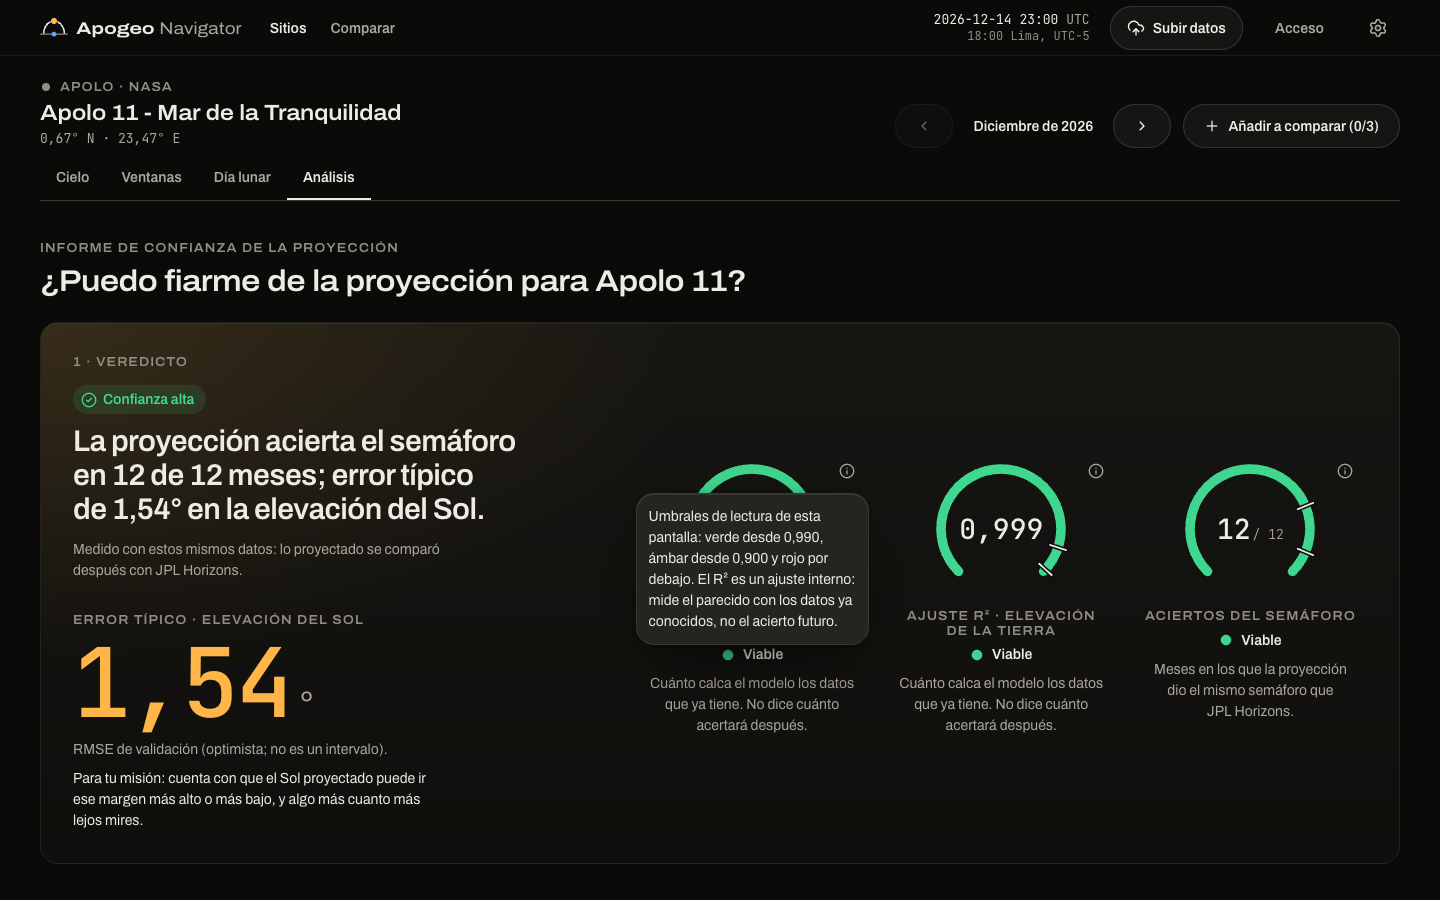 Apogeo Navigator
Sitios
Comparar
2026-12-14 23:00 UTC
18:00 Lima, UTC-5
Subir datos
Acceso
APOLO · NASA
Apolo 11 - Mar de la Tranquilidad
0,67° N · 23,47° E
Diciembre de 2026
Añadir a comparar (0/3)
Cielo
Ventanas
Día lunar
Análisis
INFORME DE CONFIANZA DE LA PROYECCIÓN
¿Puedo fiarme de la proyección para Apolo 11?
1 · VEREDICTO
Confianza alta
La proyección acierta el semáforo
en 12 de 12 meses; error típico
de 1,54° en la elevación del Sol.
Medido con estos mismos datos: lo proyectado se comparó
después con JPL Horizons.
ERROR TÍPICO · ELEVACIÓN DEL SOL
1,54 °
RMSE de validación (optimista; no es un intervalo).
Para tu misión: cuenta con que el Sol proyectado puede ir
ese margen más alto o más bajo, y algo más cuanto más
lejos mires.
Umbrales de lectura de esta
pantalla: verde desde 0,990,
ámbar desde 0,900 y rojo por
debajo. El R² es un ajuste interno:
mide el parecido con los datos ya
conocidos, no el acierto futuro.
Viable
Cuánto calca el modelo los datos
que ya tiene. No dice cuánto
acertará después.
0,999
AJUSTE R² · ELEVACIÓN
DE LA TIERRA
Viable
Cuánto calca el modelo los datos
que ya tiene. No dice cuánto
acertará después.
12 / 12
ACIERTOS DEL SEMÁFORO
Viable
Meses en los que la proyección
dio el mismo semáforo que
JPL Horizons.